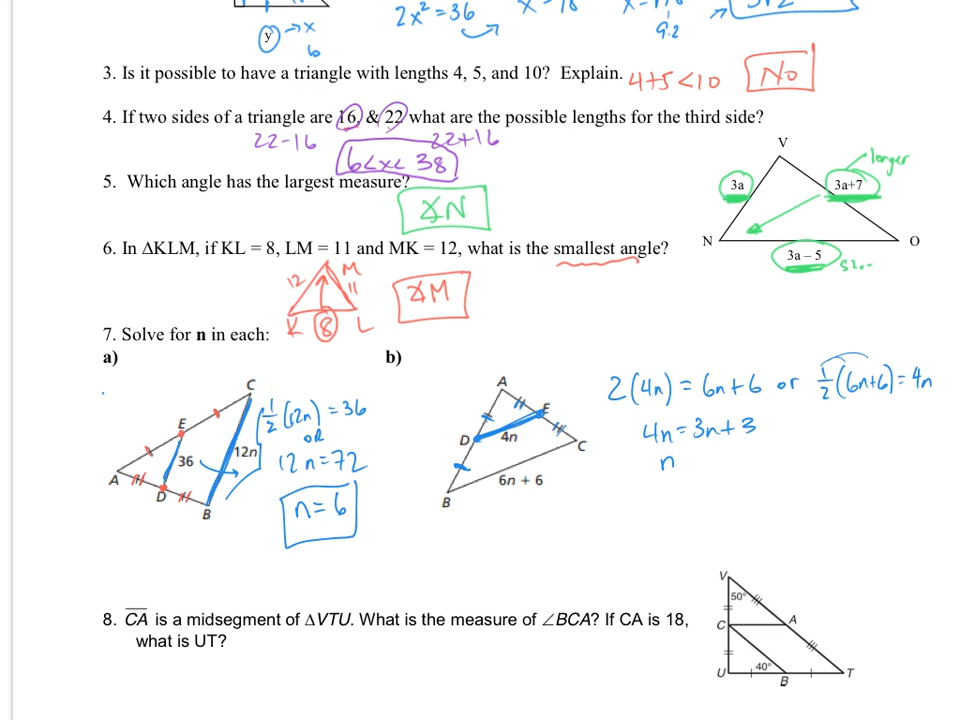 y → x
6
2x² = 36
9.2
3. Is it possible to have a triangle with lengths 4, 5, and 10? Explain. 4+5<10 No
4. If two sides of a triangle are 16, & 22 what are the possible lengths for the third side?
22-16 22+16
6<x< 38
5. Which angle has the largest measure?
∡N
V
longer
3a
3a+7
N
O
3a – 5
6. In ΔKLM, if KL = 8, LM = 11 and MK = 12, what is the smallest angle?
12
M
11
K 8 L
∡M
7. Solve for n in each:
a)
b)
C
E
36
12n
A
D
B
½(12n) = 36
OR
12n=72
n=6
A
E
D
4n
C
6n + 6
B
2(4n) = 6n+6 or ½(6n+6)=4n
4n=3n+3
n
8. CA is a midsegment of ΔVTU. What is the measure of ∠BCA? If CA is 18,
what is UT?
V
50°
C
A
40°
U
B
T